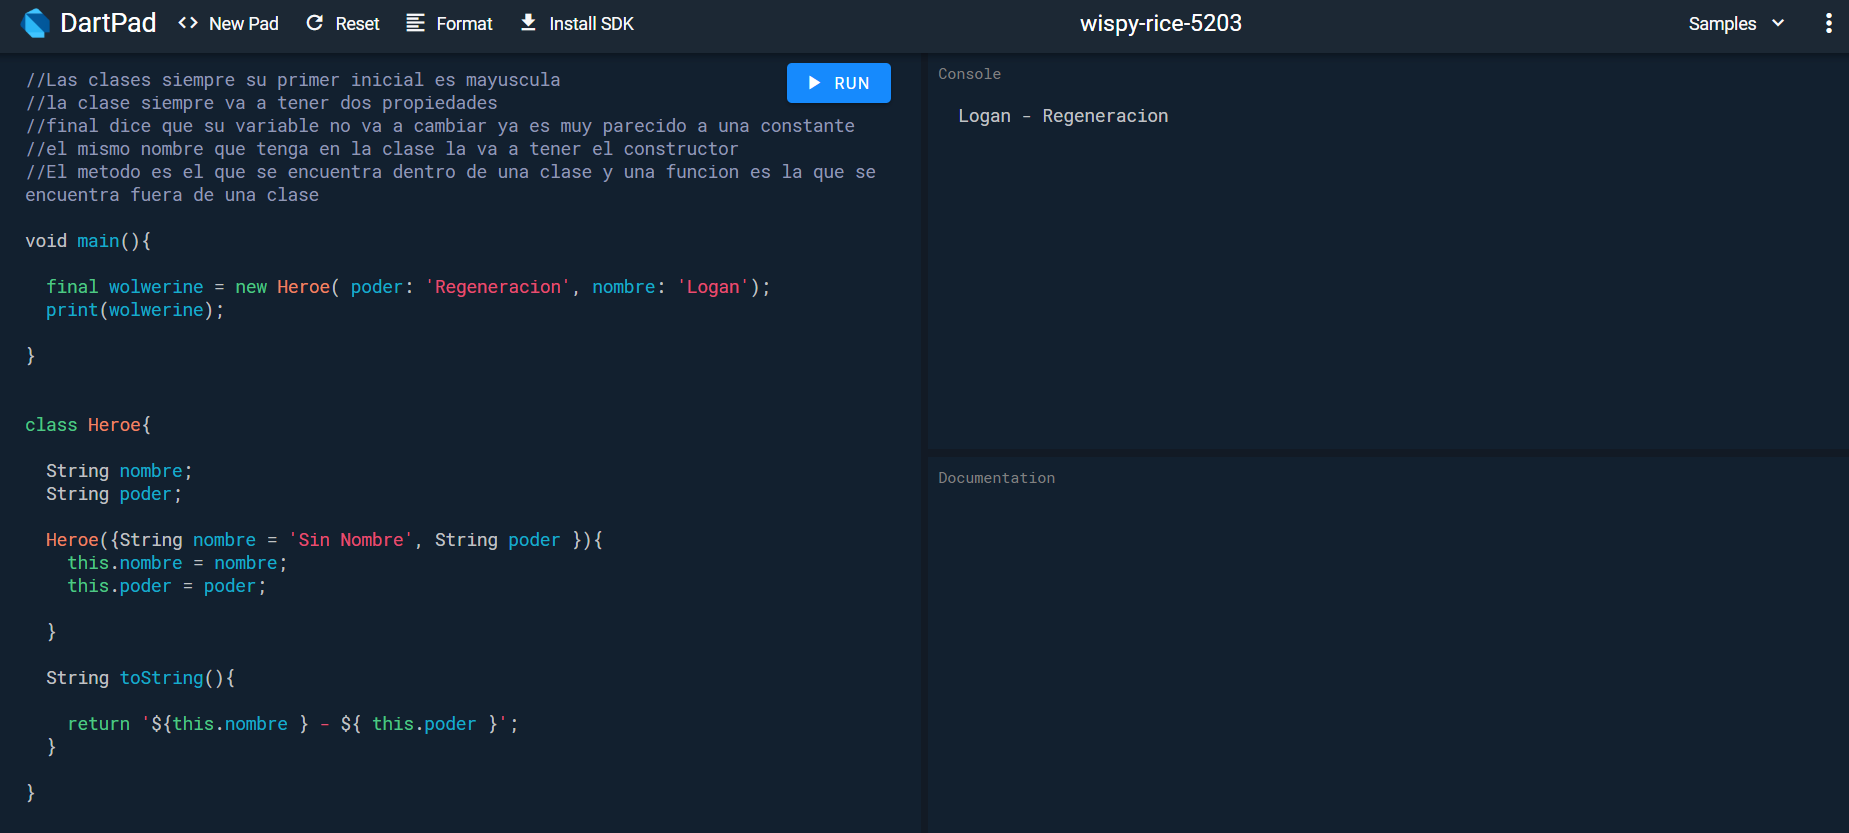 DartPad <> New Pad Reset Format Install SDK wispy-rice-5203 Samples
//Las clases siempre su primer inicial es mayuscula
//la clase siempre va a tener dos propiedades
//final dice que su variable no va a cambiar ya es muy parecido a una constante
//el mismo nombre que tenga en la clase la va a tener el constructor
//El metodo es el que se encuentra dentro de una clase y una funcion es la que se
encuentra fuera de una clase
RUN
void main(){
final wolwerine = new Heroe( poder: 'Regeneracion', nombre: 'Logan');
print(wolwerine);
}
class Heroe{
String nombre;
String poder;
Heroe({String nombre = 'Sin Nombre', String poder }){
this.nombre = nombre;
this.poder = poder;
}
String toString(){
return '${this.nombre } - ${ this.poder }';
}
}
Console
Logan - Regeneracion
Documentation